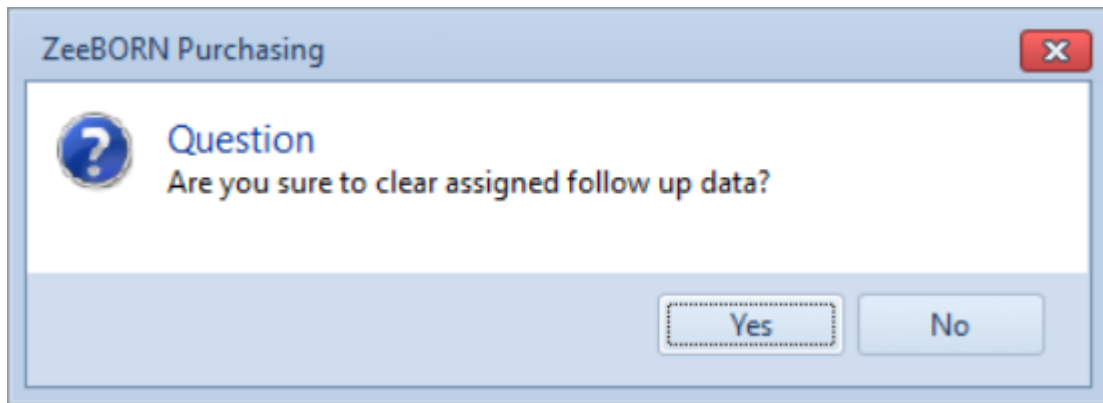 ZeeBORN Purchasing
Question
Are you sure to clear assigned follow up data?
Yes No